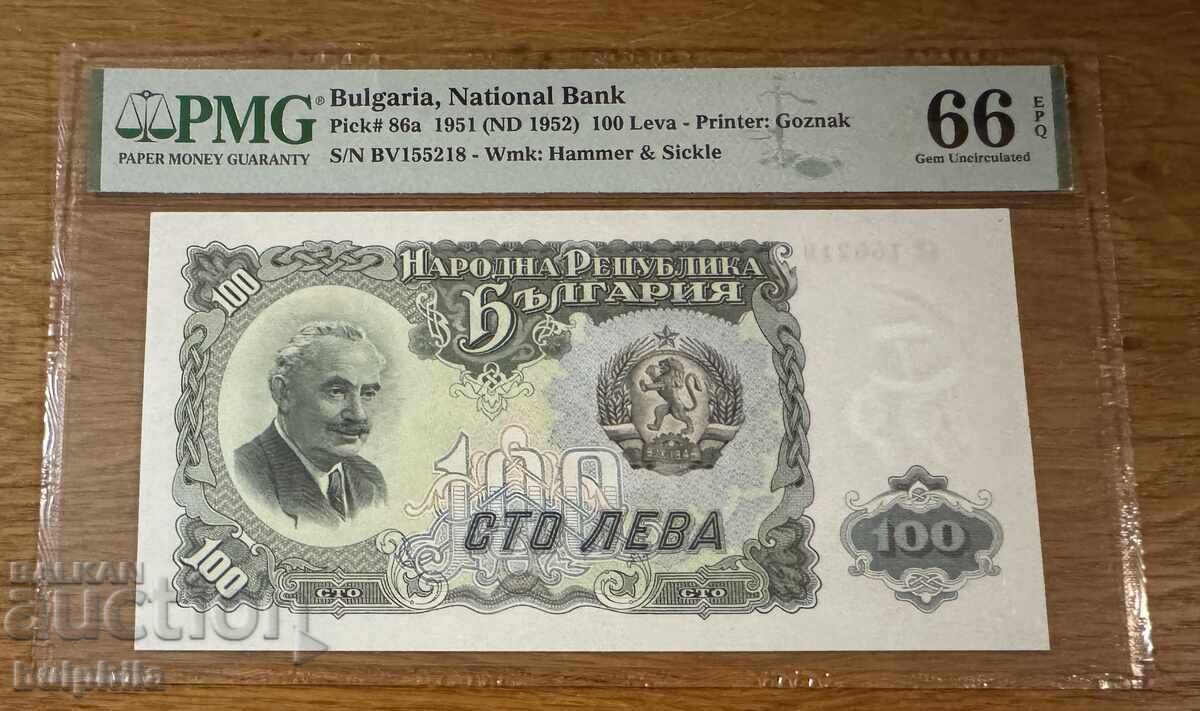 PMG®
PAPER MONEY GUARANTY
Bulgaria, National Bank
Pick# 86a 1951 (ND 1952) 100 Leva - Printer: Goznak
S/N BV155218 - Wmk: Hammer & Sickle
66
EPQ
Gem Uncirculated
100
НАРОДНА РЕПУБЛИКА
БЪЛГАРИЯ
100
СТО ЛЕВА
100
100
СТО
СТО
BALKAN
auction
bulphila